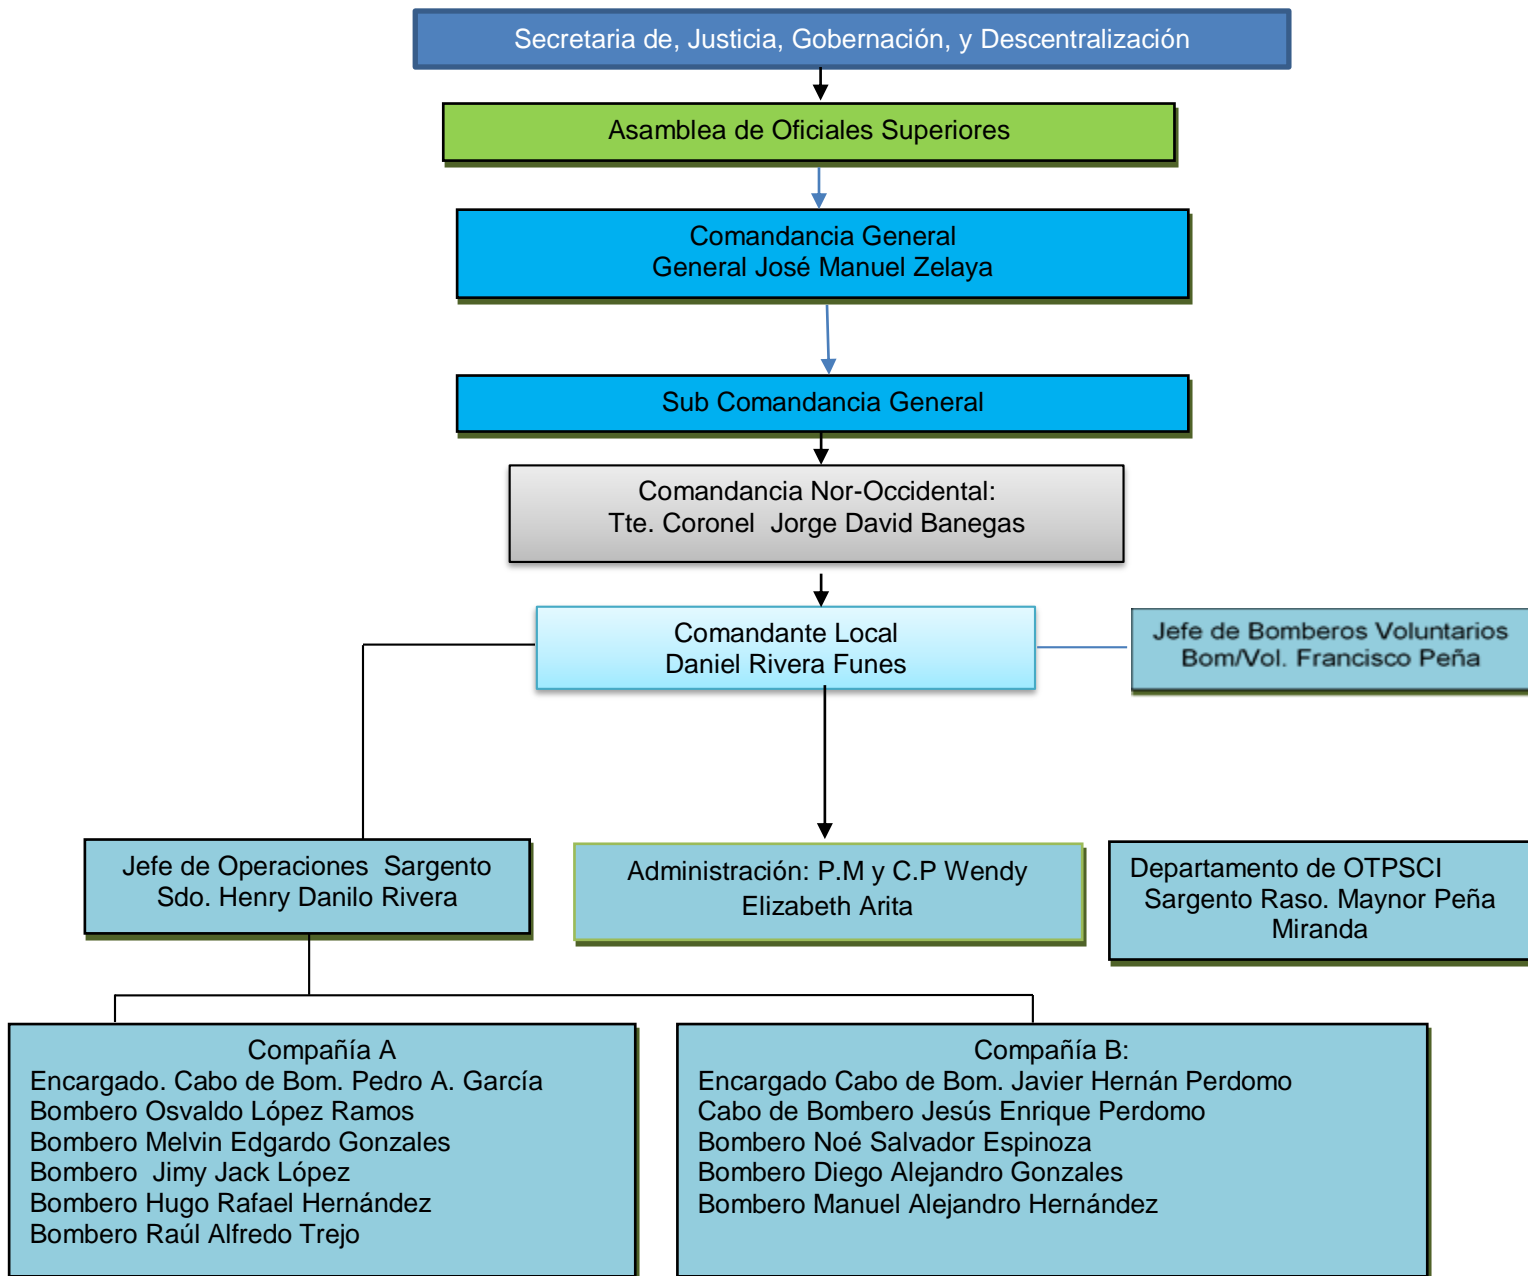 Secretaria de, Justicia, Gobernación, y Descentralización
Asamblea de Oficiales Superiores
Comandancia General
General José Manuel Zelaya
Sub Comandancia General
Comandancia Nor-Occidental:
Tte. Coronel  Jorge David Banegas
Comandante Local
Daniel Rivera Funes
Jefe de Bomberos Voluntarios
Bom/Vol. Francisco Peña
Jefe de Operaciones  Sargento
Sdo. Henry Danilo Rivera
Administración: P.M y C.P Wendy
Elizabeth Arita
Departamento de OTPSCI
Sargento Raso. Maynor Peña
Miranda
Compañía A
Encargado. Cabo de Bom. Pedro A. García
Bombero Osvaldo López Ramos
Bombero Melvin Edgardo Gonzales
Bombero  Jimy Jack López
Bombero Hugo Rafael Hernández
Bombero Raúl Alfredo Trejo
Compañía B:
Encargado Cabo de Bom. Javier Hernán Perdomo
Cabo de Bombero Jesús Enrique Perdomo
Bombero Noé Salvador Espinoza
Bombero Diego Alejandro Gonzales
Bombero Manuel Alejandro Hernández